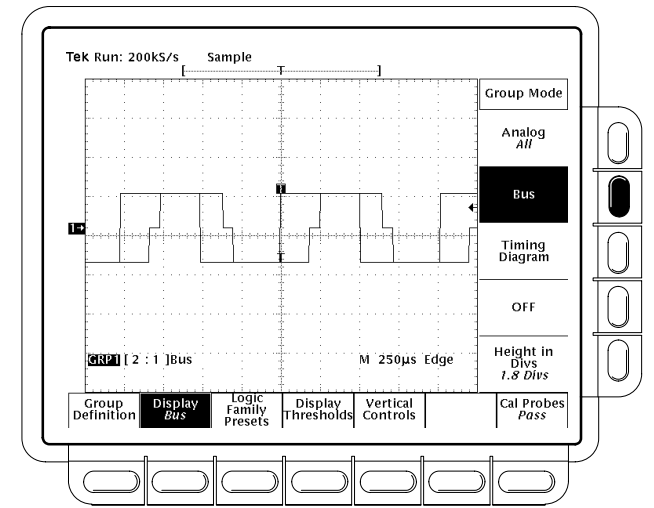 Tek Run: 200kS/s Sample
[ T ]
Group Mode
Analog
All
Bus
Timing
Diagram
OFF
Height in
Divs
1.8 Divs
T
1→
T
GRP1 [ 2 : 1 ]Bus
M 250µs Edge
Group
Definition
Display
Bus
Logic
Family
Presets
Display
Thresholds
Vertical
Controls
Cal Probes
Pass